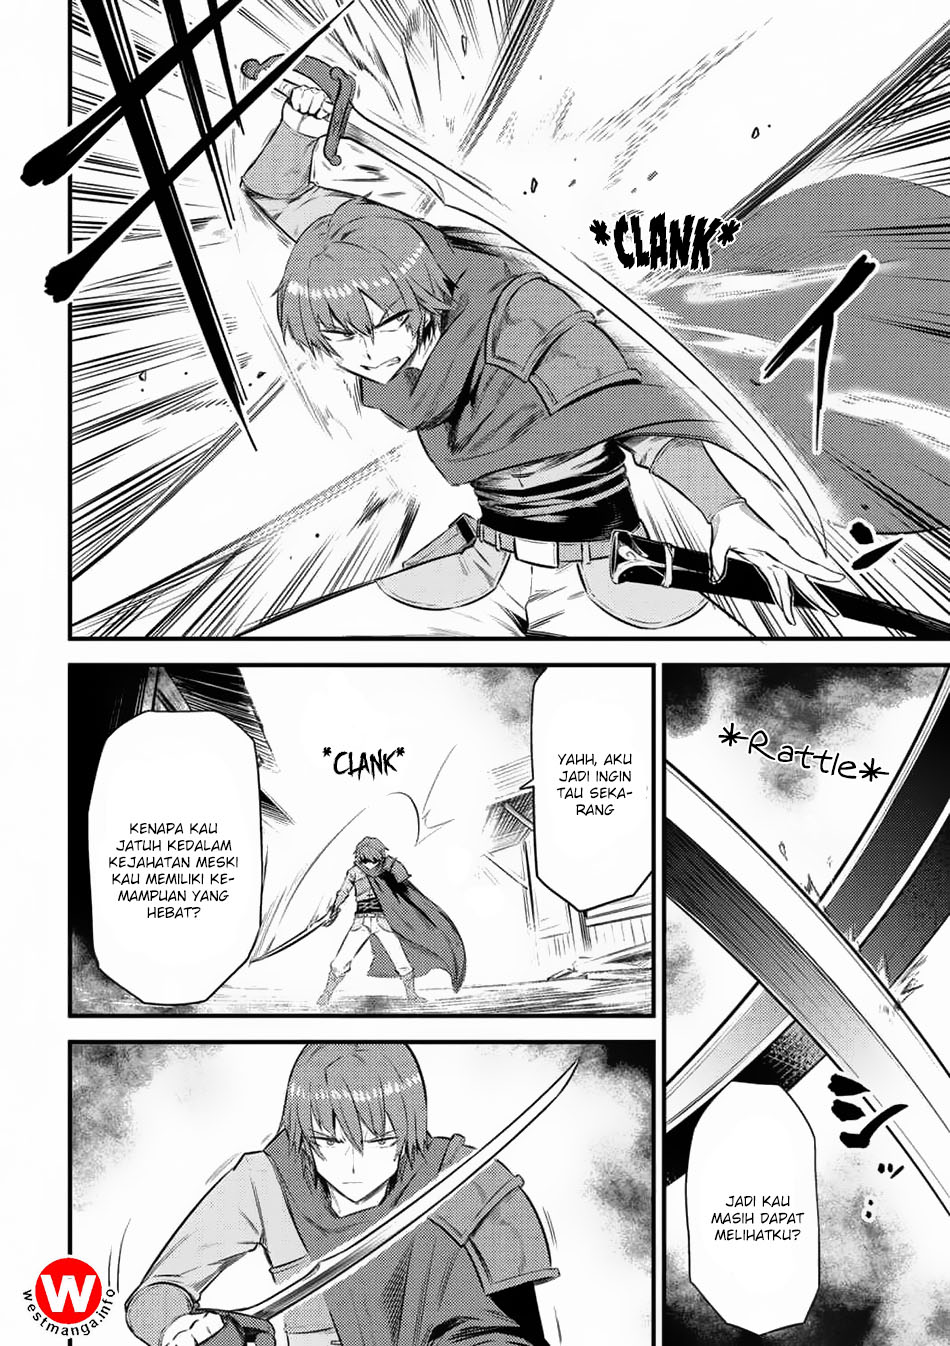 *CLANK*
*Rattle*
JADI KAU
MASIH DAPAT
MELIHATKU?
YAHH, AKU
JADI INGIN
TAU SEKA-
RANG
*CLANK*
KENAPA KAU
JATUH KEDALAM
KEJAHATAN MESKI
KAU MEMILIKI KE-
MAMPUAN YANG
HEBAT?
W
westmanga.info